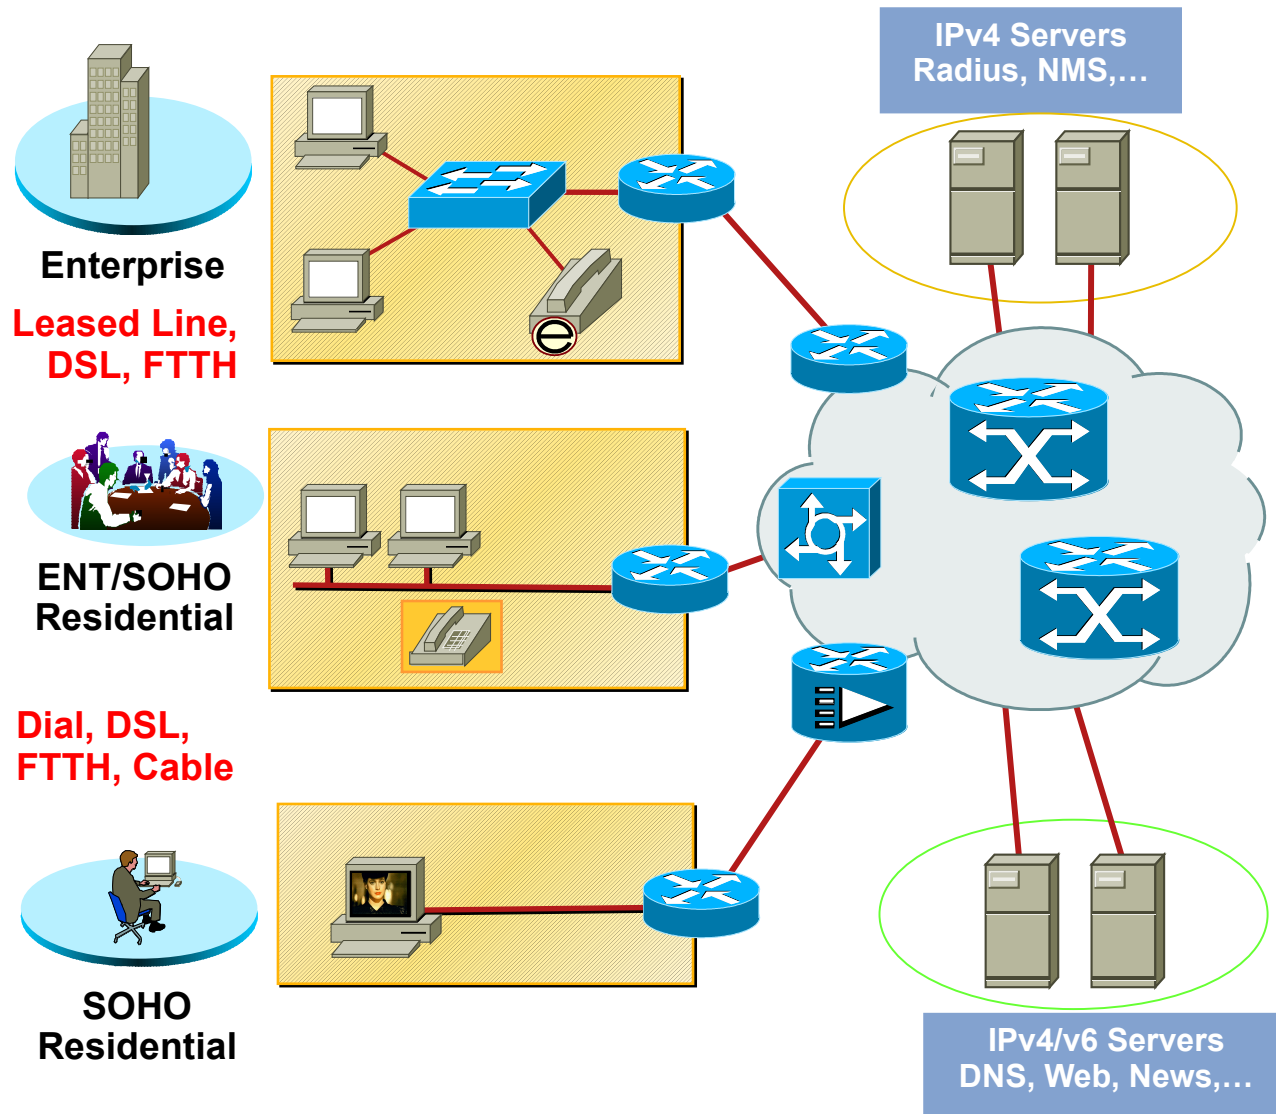 IPv4 Servers
Radius, NMS,...
Enterprise
Leased Line,
DSL, FTTH
e
ENT/SOHO
Residential
Dial, DSL,
FTTH, Cable
SOHO
Residential
IPv4/v6 Servers
DNS, Web, News,...